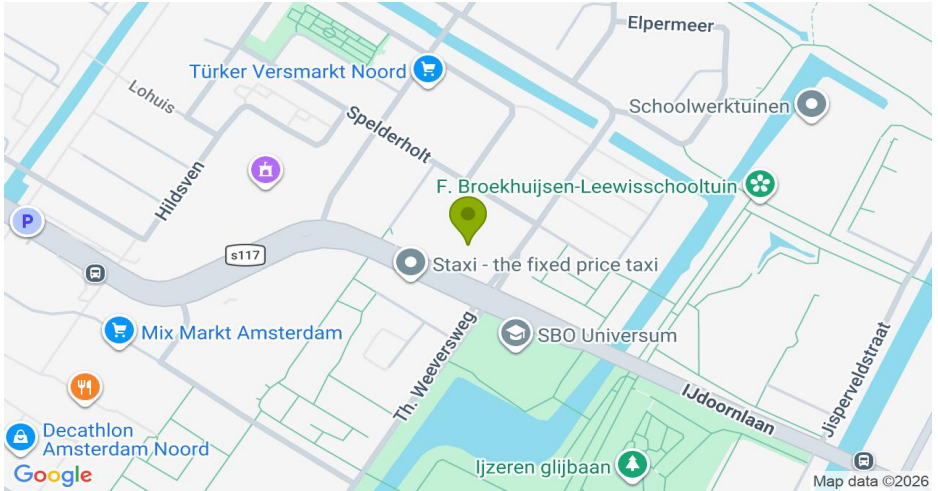 Elpermeer
Türker Versmarkt Noord
Lohuis
Schoolwerktuinen
Spelderholt
F. Broekhuijsen-Leewisschooltuin
Hildsven
P
s117
Staxi - the fixed price taxi
Mix Markt Amsterdam
SBO Universum
Th. Weeversweg
IJdoornlaan
Jisperveldstraat
Decathlon
Amsterdam Noord
Ijzeren glijbaan
Google
Map data ©2026